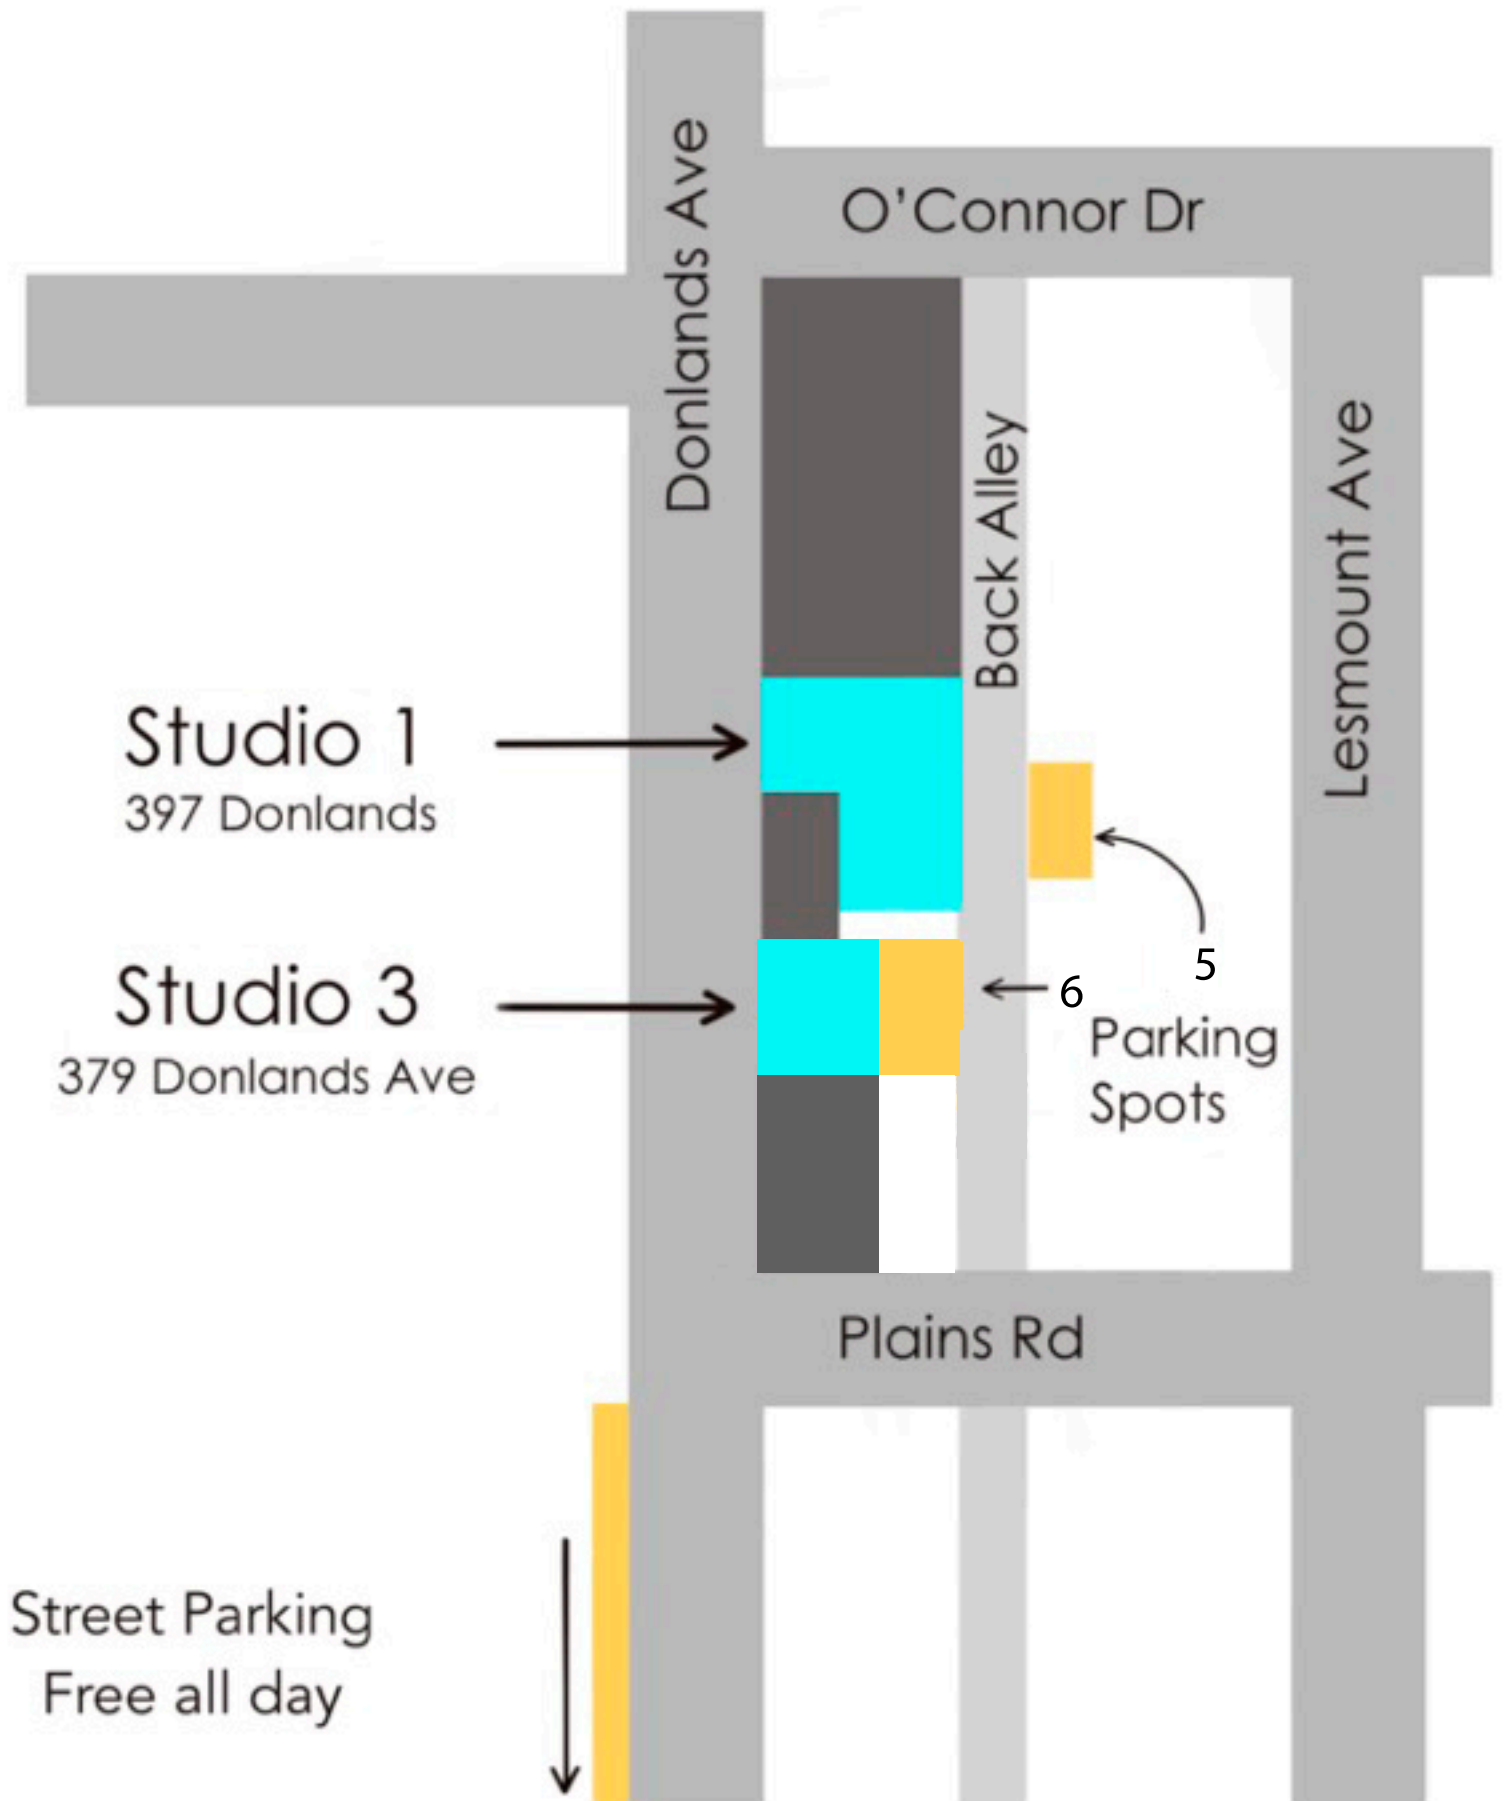 Donlands Ave
O'Connor Dr
Back Alley
Lesmount Ave
Studio 1
397 Donlands
Studio 3
379 Donlands Ave
5
6
Parking
Spots
Plains Rd
Street Parking
Free all day